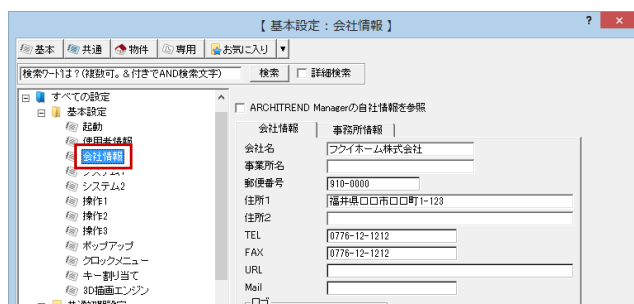 【 基本設定 : 会社情報 】
? ×
基本 共通 物件 専用 お気に入り ▼
検索ワードは？(複数可。＆付きでAND検索文字) 検索 詳細検索
すべての設定
基本設定
起動
使用者情報
会社情報
システム1
システム2
操作1
操作2
操作3
ポップアップ
クロックメニュー
キー割り当て
3D描画エンジン
ARCHITREND Managerの自社情報を参照
会社情報 事務所情報
会社名 フクイホーム株式会社
事業所名
郵便番号 910-0000
住所1 福井県口口市口口町1-123
住所2
TEL 0776-12-1212
FAX 0776-12-1212
URL
Mail
ロゴ